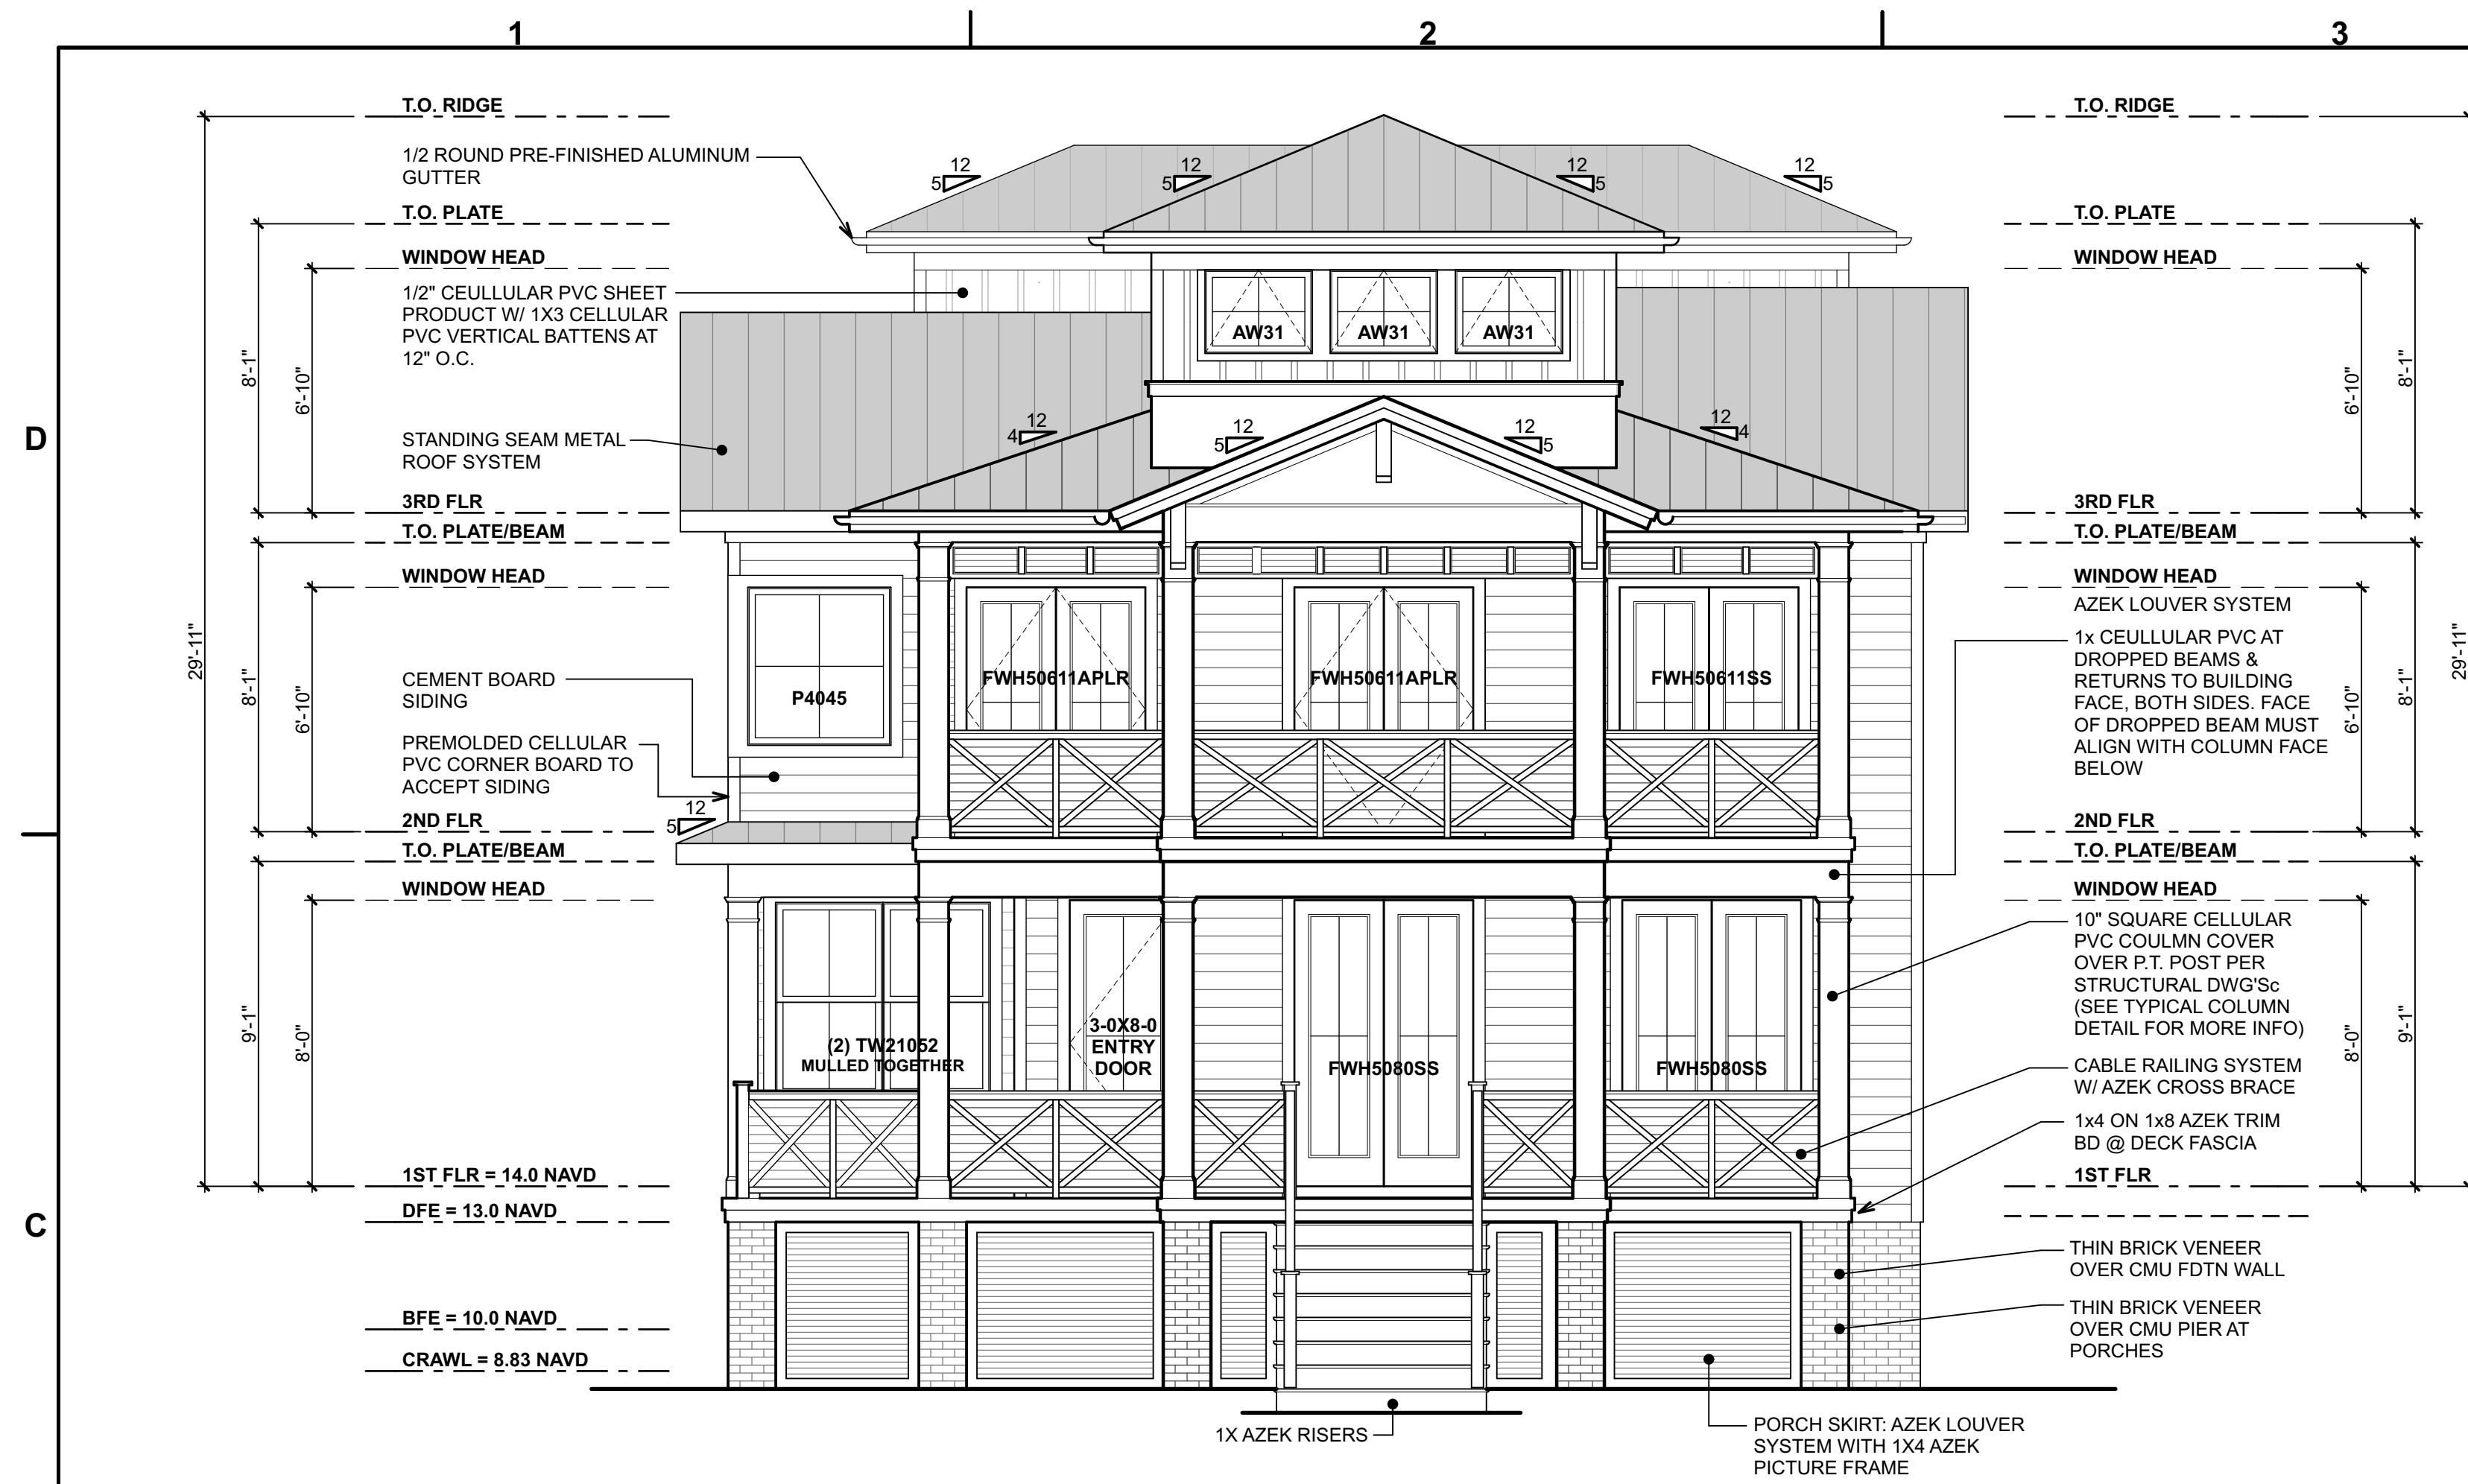 1
2
3
D
C
T.O. RIDGE
1/2 ROUND PRE-FINISHED ALUMINUM
GUTTER
T.O. PLATE
WINDOW HEAD
1/2" CEULLULAR PVC SHEET
PRODUCT W/ 1X3 CELLULAR
PVC VERTICAL BATTENS AT
12" O.C.
STANDING SEAM METAL
ROOF SYSTEM
3RD FLR
T.O. PLATE/BEAM
WINDOW HEAD
CEMENT BOARD
SIDING
PREMOLDED CELLULAR
PVC CORNER BOARD TO
ACCEPT SIDING
2ND FLR
T.O. PLATE/BEAM
WINDOW HEAD
1ST FLR = 14.0 NAVD
DFE = 13.0 NAVD
BFE = 10.0 NAVD
CRAWL = 8.83 NAVD
29'-11"
8'-1"
6'-10"
8'-1"
6'-10"
9'-1"
8'-0"
12
5
12
5
12
5
12
5
AW31
AW31
AW31
12
4
12
5
12
5
12
4
P4045
FWH50611APLR
FWH50611APLR
FWH50611SS
12
5
(2) TW21052
MULLED TOGETHER
3-0X8-0
ENTRY
DOOR
FWH5080SS
FWH5080SS
1X AZEK RISERS
T.O. RIDGE
T.O. PLATE
WINDOW HEAD
3RD FLR
T.O. PLATE/BEAM
WINDOW HEAD
AZEK LOUVER SYSTEM
1x CEULLULAR PVC AT
DROPPED BEAMS &
RETURNS TO BUILDING
FACE, BOTH SIDES. FACE
OF DROPPED BEAM MUST
ALIGN WITH COLUMN FACE
BELOW
2ND FLR
T.O. PLATE/BEAM
WINDOW HEAD
10" SQUARE CELLULAR
PVC COULMN COVER
OVER P.T. POST PER
STRUCTURAL DWG'Sc
(SEE TYPICAL COLUMN
DETAIL FOR MORE INFO)
CABLE RAILING SYSTEM
W/ AZEK CROSS BRACE
1x4 ON 1x8 AZEK TRIM
BD @ DECK FASCIA
1ST FLR
THIN BRICK VENEER
OVER CMU FDTN WALL
THIN BRICK VENEER
OVER CMU PIER AT
PORCHES
PORCH SKIRT: AZEK LOUVER
SYSTEM WITH 1X4 AZEK
PICTURE FRAME
6'-10"
8'-1"
6'-10"
8'-1"
8'-0"
9'-1"
29'-11"